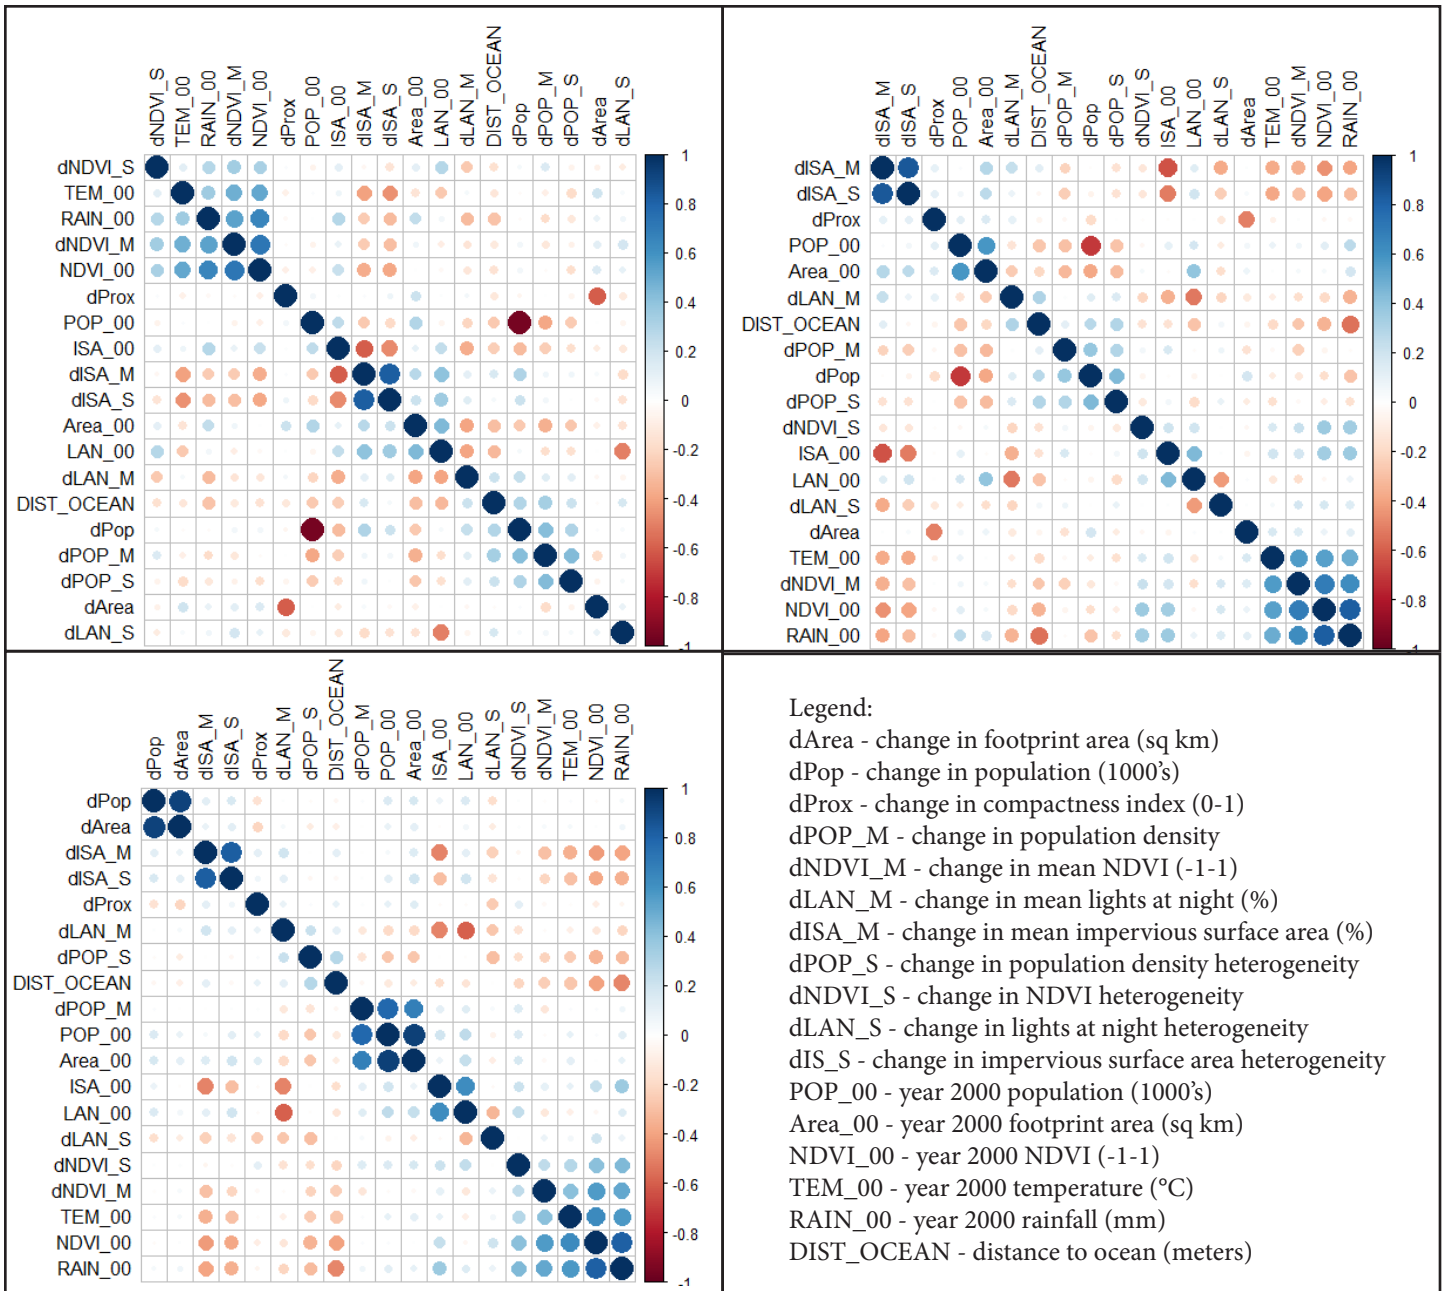 dNDVI_S
TEM_00
RAIN_00
dNDVI_M
NDVI_00
dProx
POP_00
ISA_00
dISA_M
dISA_S
Area_00
LAN_00
dLAN_M
DIST_OCEAN
dPop
dPOP_M
dPOP_S
dArea
dLAN_S
dNDVI_S
TEM_00
RAIN_00
dNDVI_M
NDVI_00
dProx
POP_00
ISA_00
dISA_M
dISA_S
Area_00
LAN_00
dLAN_M
DIST_OCEAN
dPop
dPOP_M
dPOP_S
dArea
dLAN_S
1
0.8
0.6
0.4
0.2
0
-0.2
-0.4
-0.6
-0.8
-1
dISA_M
dISA_S
dProx
POP_00
Area_00
dLAN_M
DIST_OCEAN
dPOP_M
dPop
dPOP_S
dNDVI_S
ISA_00
LAN_00
dLAN_S
dArea
TEM_00
dNDVI_M
NDVI_00
RAIN_00
dISA_M
dISA_S
dProx
POP_00
Area_00
dLAN_M
DIST_OCEAN
dPOP_M
dPop
dPOP_S
dNDVI_S
ISA_00
LAN_00
dLAN_S
dArea
TEM_00
dNDVI_M
NDVI_00
RAIN_00
1
0.8
0.6
0.4
0.2
0
-0.2
-0.4
-0.6
-0.8
-1
dPop
dArea
dISA_M
dISA_S
dProx
dLAN_M
dPOP_S
DIST_OCEAN
dPOP_M
POP_00
Area_00
ISA_00
LAN_00
dLAN_S
dNDVI_S
dNDVI_M
TEM_00
NDVI_00
RAIN_00
dPop
dArea
dISA_M
dISA_S
dProx
dLAN_M
dPOP_S
DIST_OCEAN
dPOP_M
POP_00
Area_00
ISA_00
LAN_00
dLAN_S
dNDVI_S
dNDVI_M
TEM_00
NDVI_00
RAIN_00
1
0.8
0.6
0.4
0.2
0
-0.2
-0.4
-0.6
-0.8
-1
Legend:
dArea - change in footprint area (sq km)
dPop - change in population (1000's)
dProx - change in compactness index (0-1)
dPOP_M - change in population density
dNDVI_M - change in mean NDVI (-1-1)
dLAN_M - change in mean lights at night (%)
dISA_M - change in mean impervious surface area (%)
dPOP_S - change in population density heterogeneity
dNDVI_S - change in NDVI heterogeneity
dLAN_S - change in lights at night heterogeneity
dIS_S - change in impervious surface area heterogeneity
POP_00 - year 2000 population (1000's)
Area_00 - year 2000 footprint area (sq km)
NDVI_00 - year 2000 NDVI (-1-1)
TEM_00 - year 2000 temperature (°C)
RAIN_00 - year 2000 rainfall (mm)
DIST_OCEAN - distance to ocean (meters)